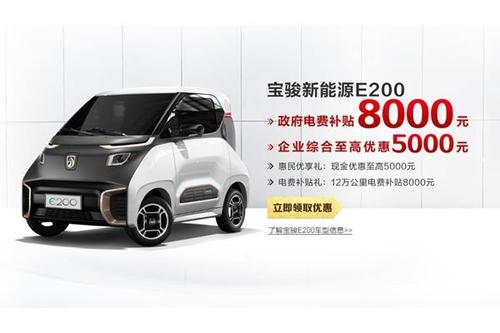 宝骏新能源E200
> 政府电费补贴8000元
> 企业综合至高优惠5000元
> 惠民优享礼：现金优惠至高5000元
> 电费补贴礼：12万公里电费补贴8000元
立即领取优惠
了解宝骏E200车型信息>>
E200